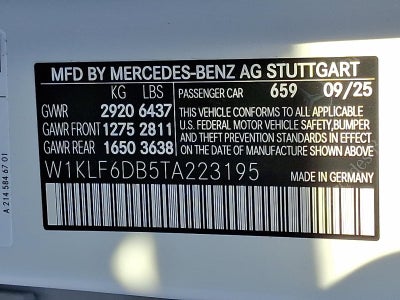 MFD BY MERCEDES-BENZ AG STUTTGART
KG LBS PASSENGER CAR 659 09/25
GVWR 2920 6437 THIS VEHICLE CONFORMS TO ALL APPLICABLE
GAWR FRONT 1275 2811 U.S. FEDERAL MOTOR VEHICLE SAFETY, BUMPER
GAWR REAR 1650 3638 AND THEFT PREVENTION STANDARDS IN EFFECT
ON THE DATE OF MANUFACTURE SHOWN ABOVE.
W1KLF6DB5TA223195
MADE IN GERMANY
A 214 584 67 01